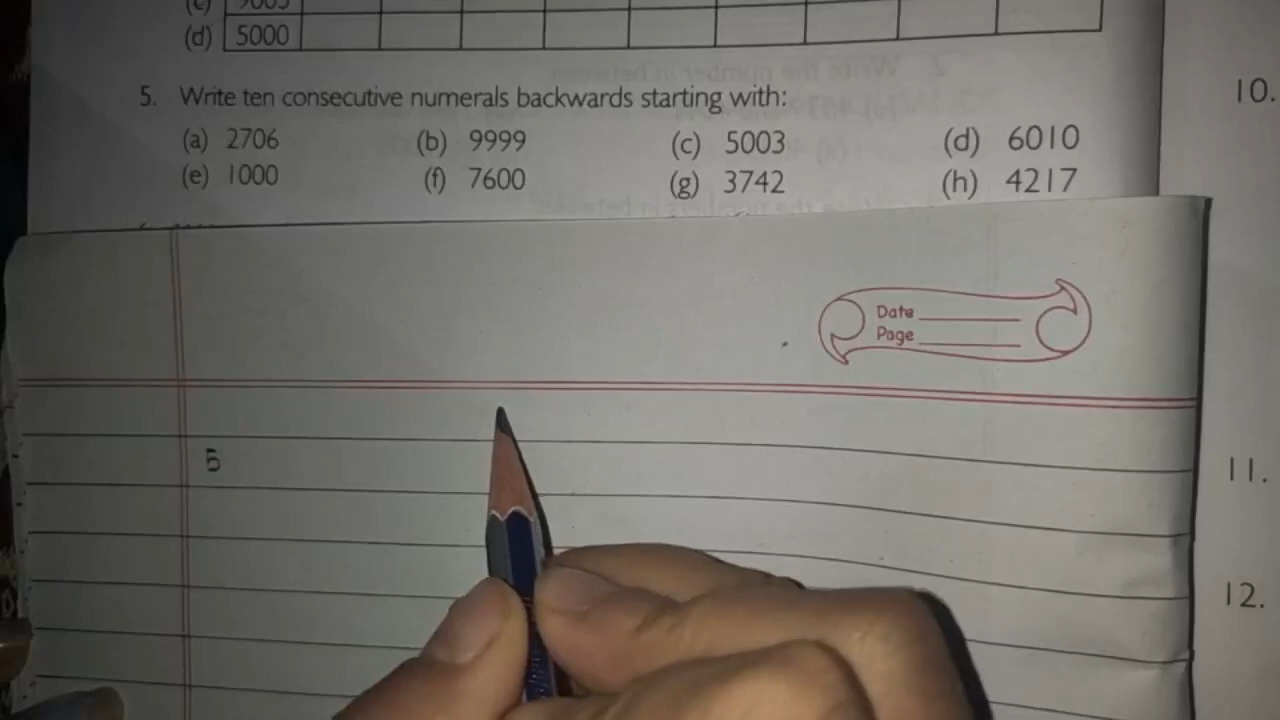 (d) 5000
5. Write ten consecutive numerals backwards starting with:
(a) 2706 (b) 9999 (c) 5003 (d) 6010
(e) 1000 (f) 7600 (g) 3742 (h) 4217
10.
Date
Page
5
11.
12.